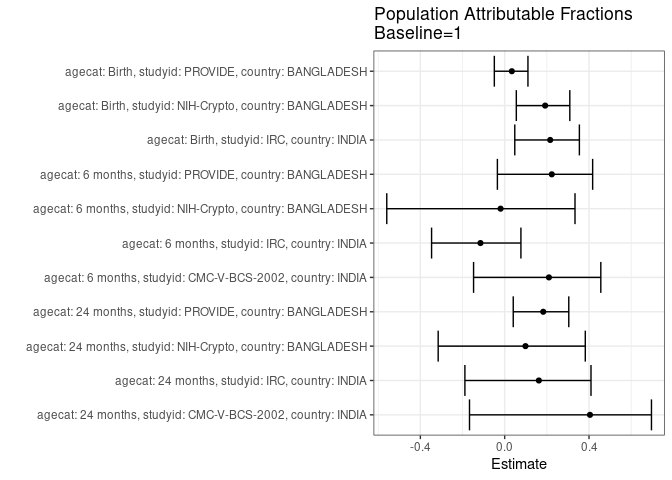 Population Attributable Fractions
Baseline=1
agecat: Birth, studyid: PROVIDE, country: BANGLADESH
agecat: Birth, studyid: NIH-Crypto, country: BANGLADESH
agecat: Birth, studyid: IRC, country: INDIA
agecat: 6 months, studyid: PROVIDE, country: BANGLADESH
agecat: 6 months, studyid: NIH-Crypto, country: BANGLADESH
agecat: 6 months, studyid: IRC, country: INDIA
agecat: 6 months, studyid: CMC-V-BCS-2002, country: INDIA
agecat: 24 months, studyid: PROVIDE, country: BANGLADESH
agecat: 24 months, studyid: NIH-Crypto, country: BANGLADESH
agecat: 24 months, studyid: IRC, country: INDIA
agecat: 24 months, studyid: CMC-V-BCS-2002, country: INDIA
-0.4 0.0 0.4
Estimate